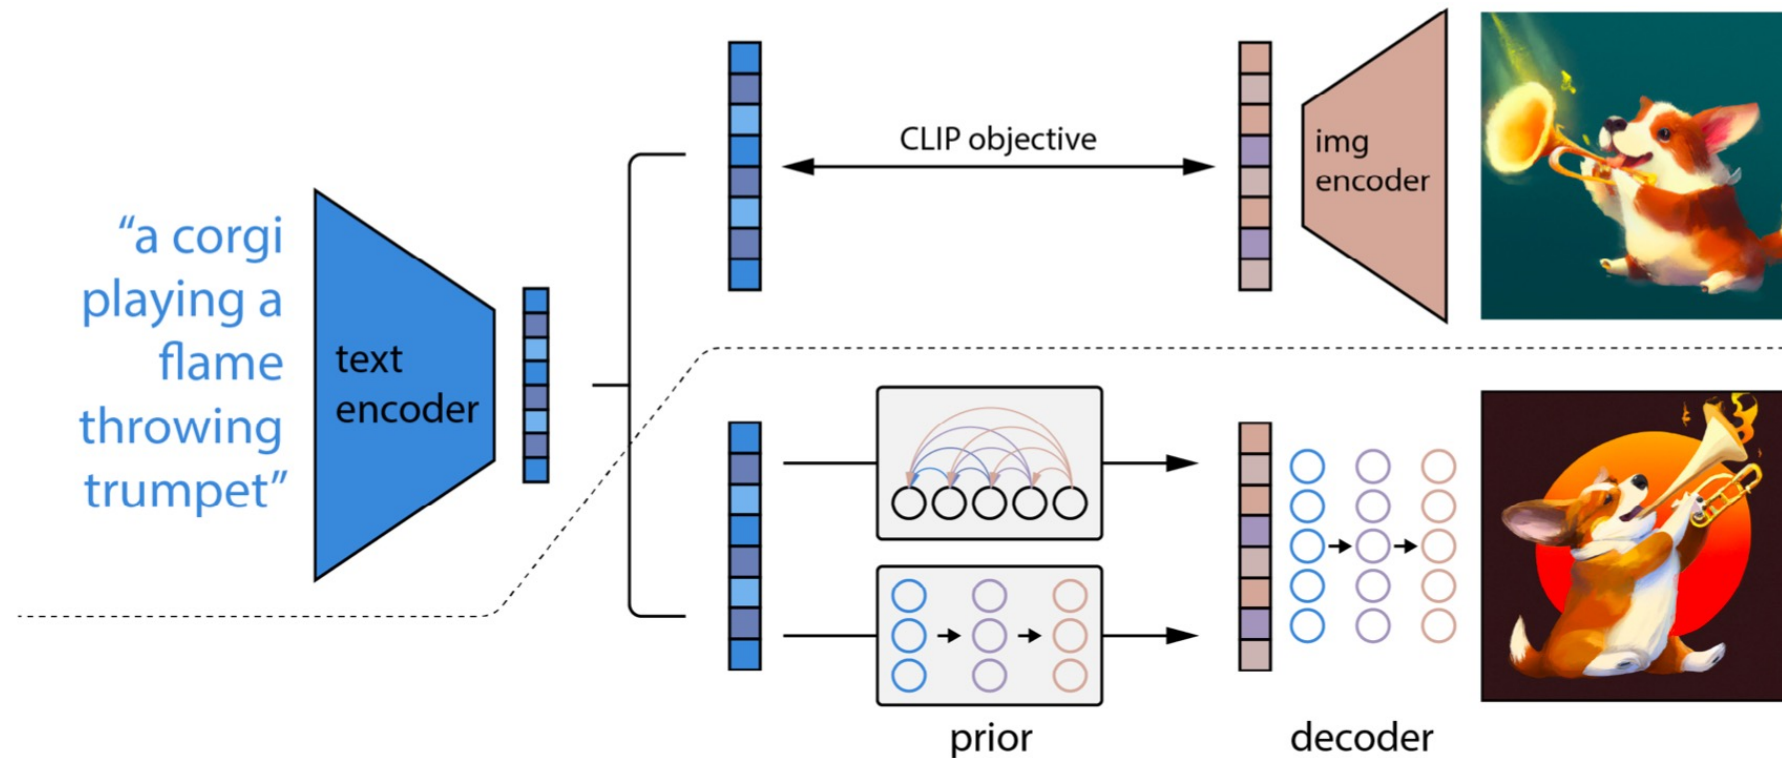 “a corgi
playing a
flame
throwing
trumpet”
text
encoder
CLIP objective
img
encoder
prior
decoder